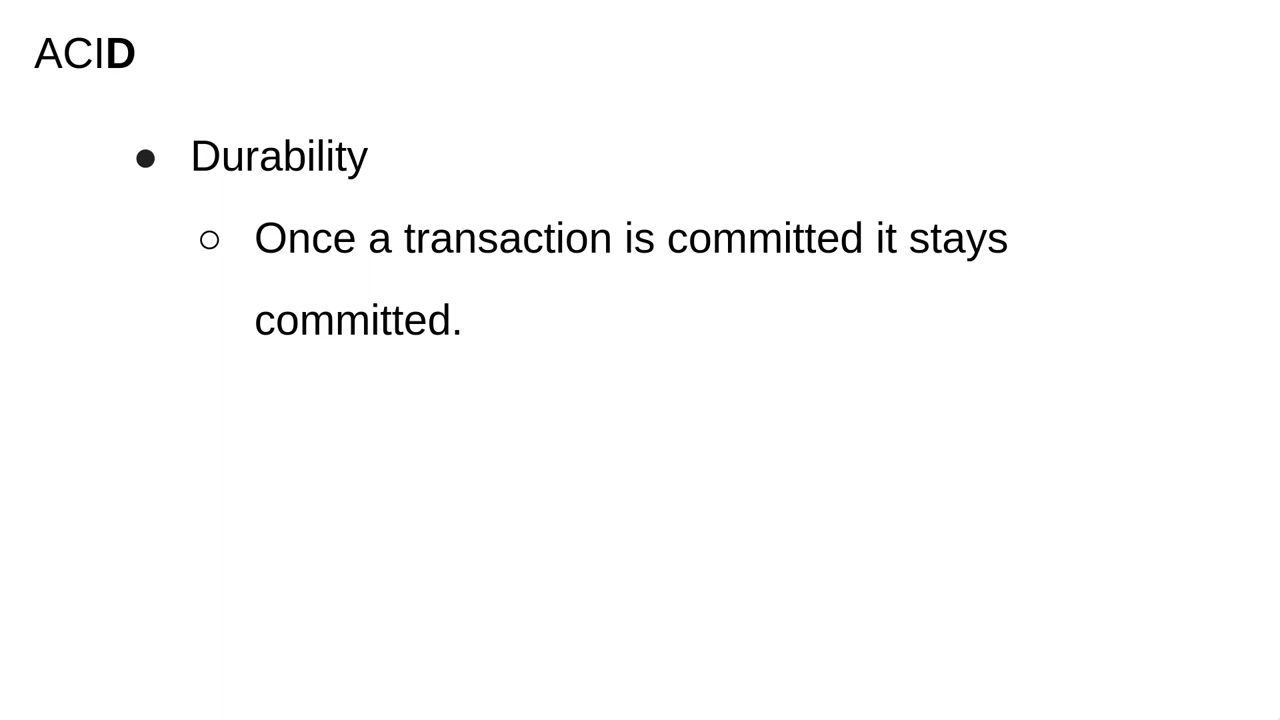 ACID
● Durability
○ Once a transaction is committed it stays
committed.